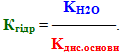 Kгідр = KH2O / Kдис.основи.